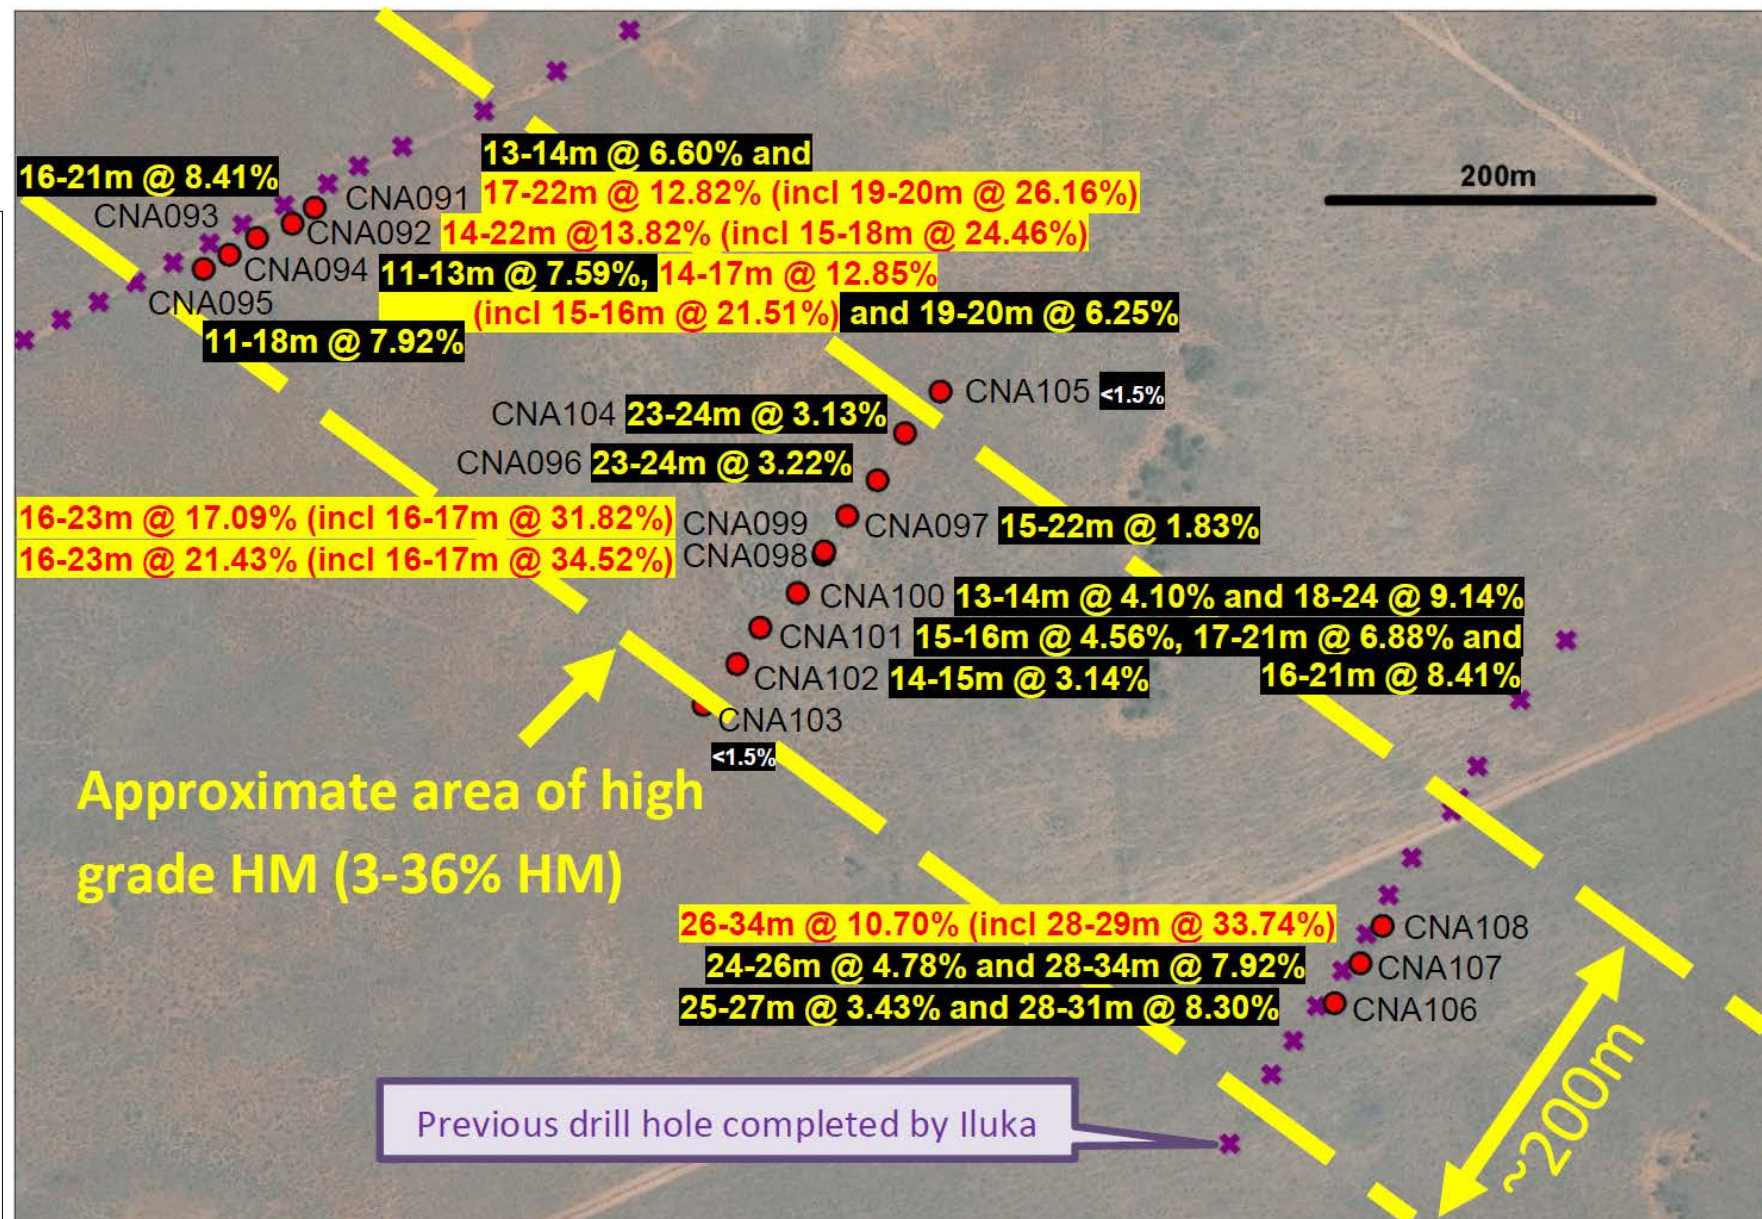 13-14m @ 6.60% and
16-21m @ 8.41%
200m
CNA091 17-22m @ 12.82% (incl 19-20m @ 26.16%)
CNA093
CNA092 14-22m @13.82% (incl 15-18m @ 24.46%)
CNA094 11-13m @ 7.59%, 14-17m @ 12.85%
CNA095
(incl 15-16m @ 21.51%) and 19-20m @ 6.25%
11-18m @ 7.92%
CNA105 <1.5%
CNA104 23-24m @ 3.13%
CNA096 23-24m @ 3.22%
16-23m @ 17.09% (incl 16-17m @ 31.82%) CNA099
CNA097 15-22m @ 1.83%
16-23m @ 21.43% (incl 16-17m @ 34.52%) CNA098
CNA100 13-14m @ 4.10% and 18-24 @ 9.14%
CNA101 15-16m @ 4.56%, 17-21m @ 6.88% and
16-21m @ 8.41%
CNA102 14-15m @ 3.14%
CNA103
<1.5%
Approximate area of high
grade HM (3-36% HM)
26-34m @ 10.70% (incl 28-29m @ 33.74%) CNA108
24-26m @ 4.78% and 28-34m @ 7.92% CNA107
25-27m @ 3.43% and 28-31m @ 8.30% CNA106
~200m
Previous drill hole completed by Iluka